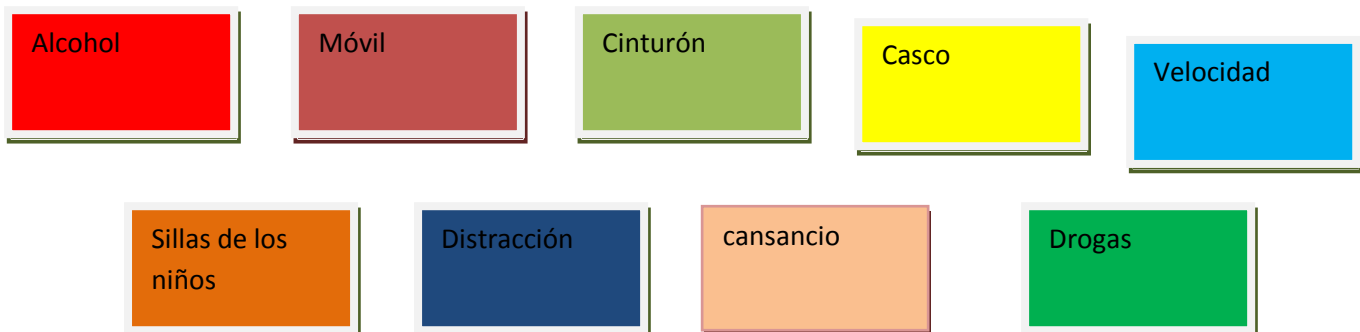 Alcohol
Móvil
Cinturón
Casco
Velocidad
Sillas de los
niños
Distracción
cansancio
Drogas